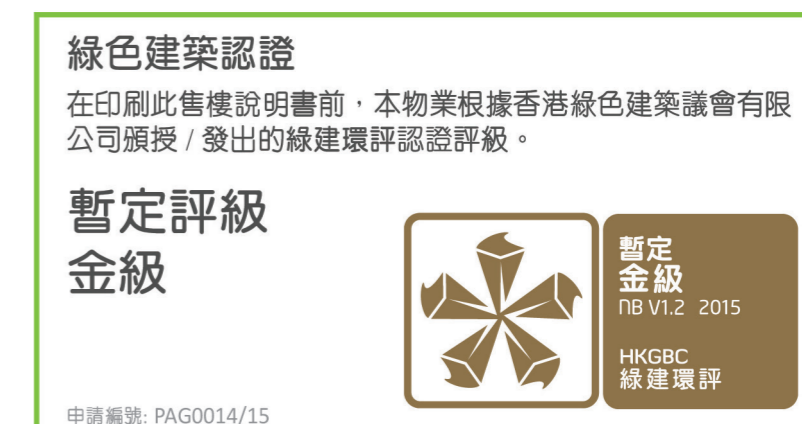 綠色建築認證
在印刷此售樓說明書前，本物業根據香港綠色建築議會有限
公司頒授 / 發出的綠建環評認證評級。
暫定評級
金級
暫定
金級
NB V1.2 2015
HKGBC
綠建環評
申請編號: PAG0014/15